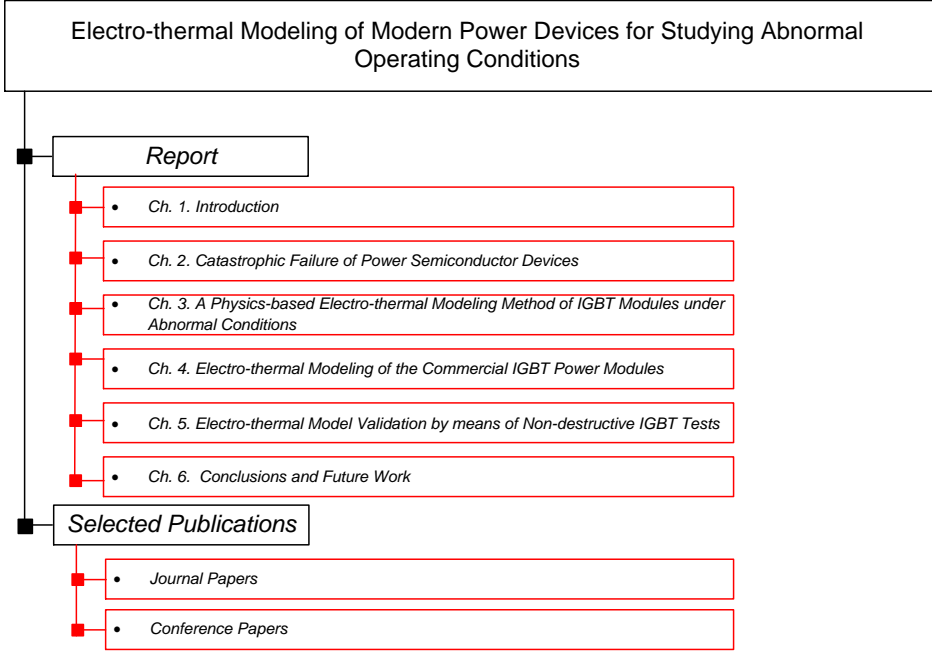 Electro-thermal Modeling of Modern Power Devices for Studying Abnormal
Operating Conditions
Report
• Ch. 1. Introduction
• Ch. 2. Catastrophic Failure of Power Semiconductor Devices
• Ch. 3. A Physics-based Electro-thermal Modeling Method of IGBT Modules under
Abnormal Conditions
• Ch. 4. Electro-thermal Modeling of the Commercial IGBT Power Modules
• Ch. 5. Electro-thermal Model Validation by means of Non-destructive IGBT Tests
• Ch. 6. Conclusions and Future Work
Selected Publications
• Journal Papers
• Conference Papers